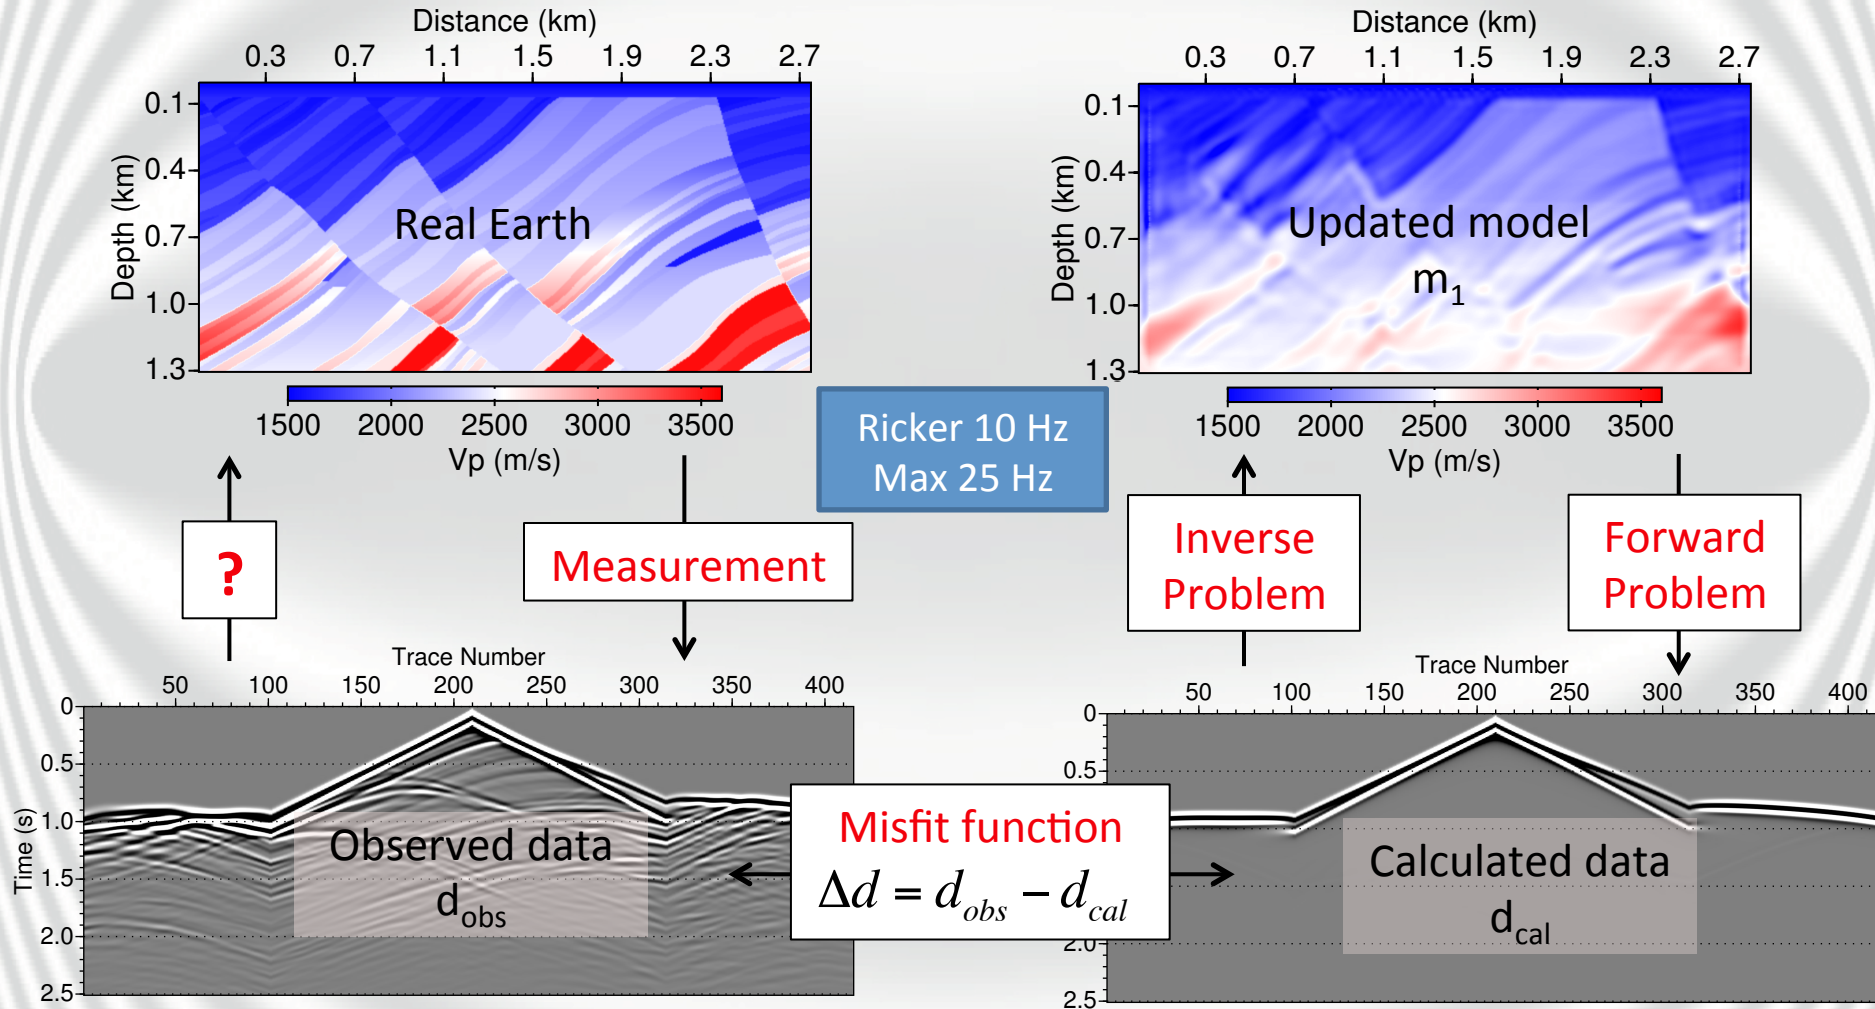 Distance (km)
0.3 0.7 1.1 1.5 1.9 2.3 2.7
Depth (km)
0.1
0.4
0.7
1.0
1.3
Real Earth
1500 2000 2500 3000 3500
Vp (m/s)
Distance (km)
0.3 0.7 1.1 1.5 1.9 2.3 2.7
Depth (km)
0.1
0.4
0.7
1.0
1.3
Updated model
m₁
1500 2000 2500 3000 3500
Vp (m/s)
Ricker 10 Hz
Max 25 Hz
?
Measurement
Inverse
Problem
Forward
Problem
Trace Number
50 100 150 200 250 300 350 400
Time (s)
0
0.5
1.0
1.5
2.0
2.5
Observed data
d_obs
Misfit function
Δd = d_obs − d_cal
Trace Number
50 100 150 200 250 300 350 400
0
0.5
2.0
2.5
Calculated data
d_cal